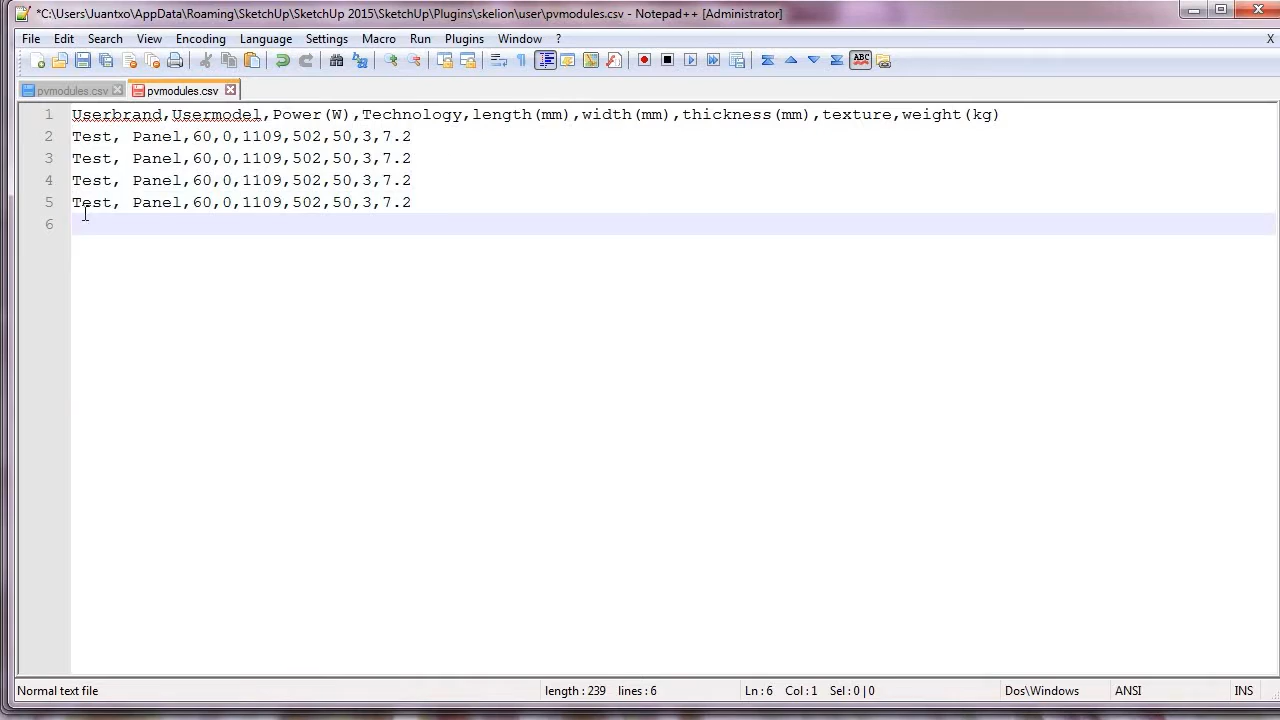 *C:\Users\Juantxo\AppData\Roaming\SketchUp\SketchUp 2015\SketchUp\Plugins\skelion\user\pvmodules.csv - Notepad++ [Administrator]
File Edit Search View Encoding Language Settings Macro Run Plugins Window ? X
ABC
pvmodules.csv pvmodules.csv
1 Userbrand,Usermodel,Power(W),Technology,length(mm),width(mm),thickness(mm),texture,weight(kg)
2 Test, Panel,60,0,1109,502,50,3,7.2
3 Test, Panel,60,0,1109,502,50,3,7.2
4 Test, Panel,60,0,1109,502,50,3,7.2
5 Test, Panel,60,0,1109,502,50,3,7.2
6
Normal text file length : 239 lines : 6 Ln : 6 Col : 1 Sel : 0 | 0 Dos\Windows ANSI INS